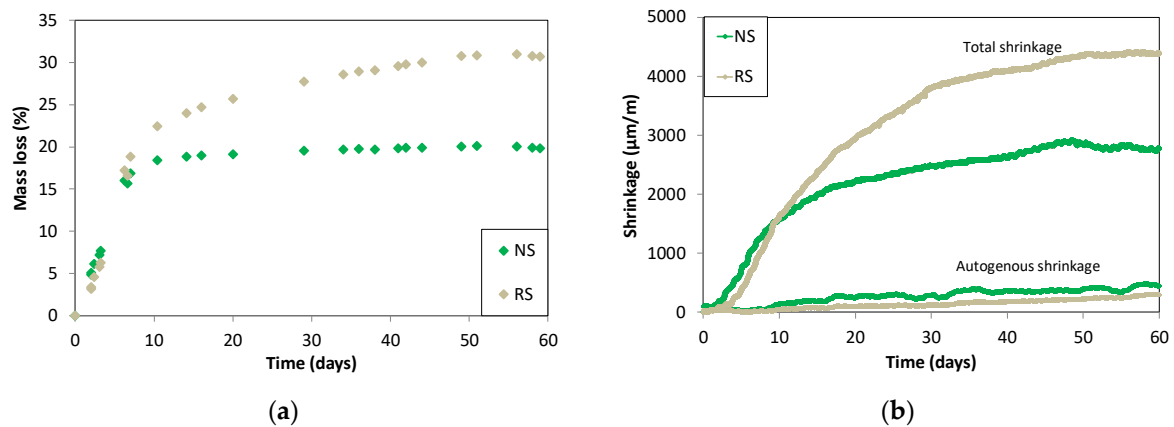 35
30
25
20
15
10
5
0
Mass loss (%)
NS
RS
0 10 20 30 40 50 60
Time (days)
(a)
5000
4000
3000
2000
1000
0
Shrinkage (µm/m)
NS
RS
Total shrinkage
Autogenous shrinkage
0 10 20 30 40 50 60
Time (days)
(b)